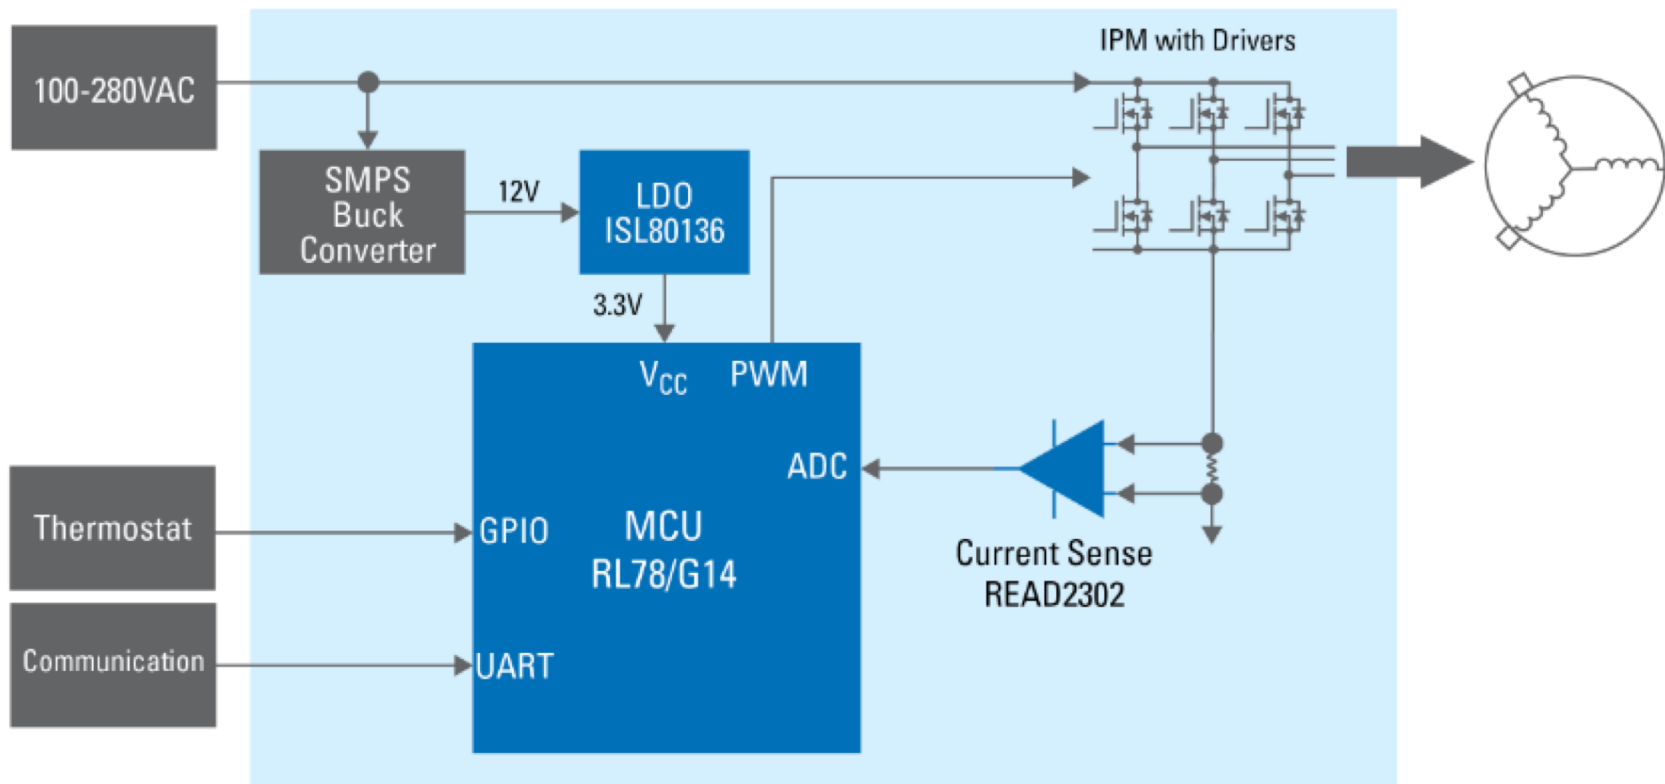 IPM with Drivers
100-280VAC
SMPS
Buck
Converter
12V
LDO
ISL80136
3.3V
VCC
PWM
ADC
Thermostat
GPIO
MCU
RL78/G14
Current Sense
READ2302
Communication
UART